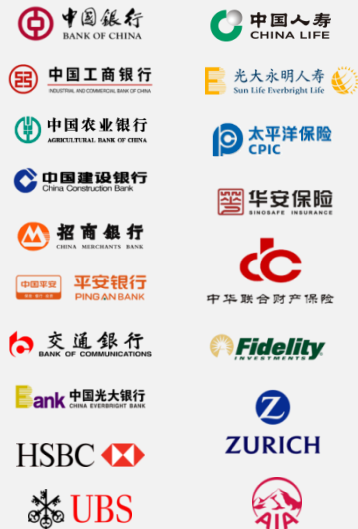 中国银行
BANK OF CHINA
中国工商银行
INDUSTRIAL AND COMMERCIAL BANK OF CHINA
中国农业银行
AGRICULTURAL BANK OF CHINA
中国建设银行
China Construction Bank
招商银行
CHINA MERCHANTS BANK
中国平安
平安银行
PING AN BANK
交通銀行
BANK OF COMMUNICATIONS
Bank 中国光大银行
CHINA EVERBRIGHT BANK
HSBC
UBS
中国人寿
CHINA LIFE
光大永明人寿
Sun Life Everbright Life
太平洋保险
CPIC
华安保险
SINOSAFE INSURANCE
中华联合财产保险
Fidelity
INVESTMENTS
Z
ZURICH
AIA